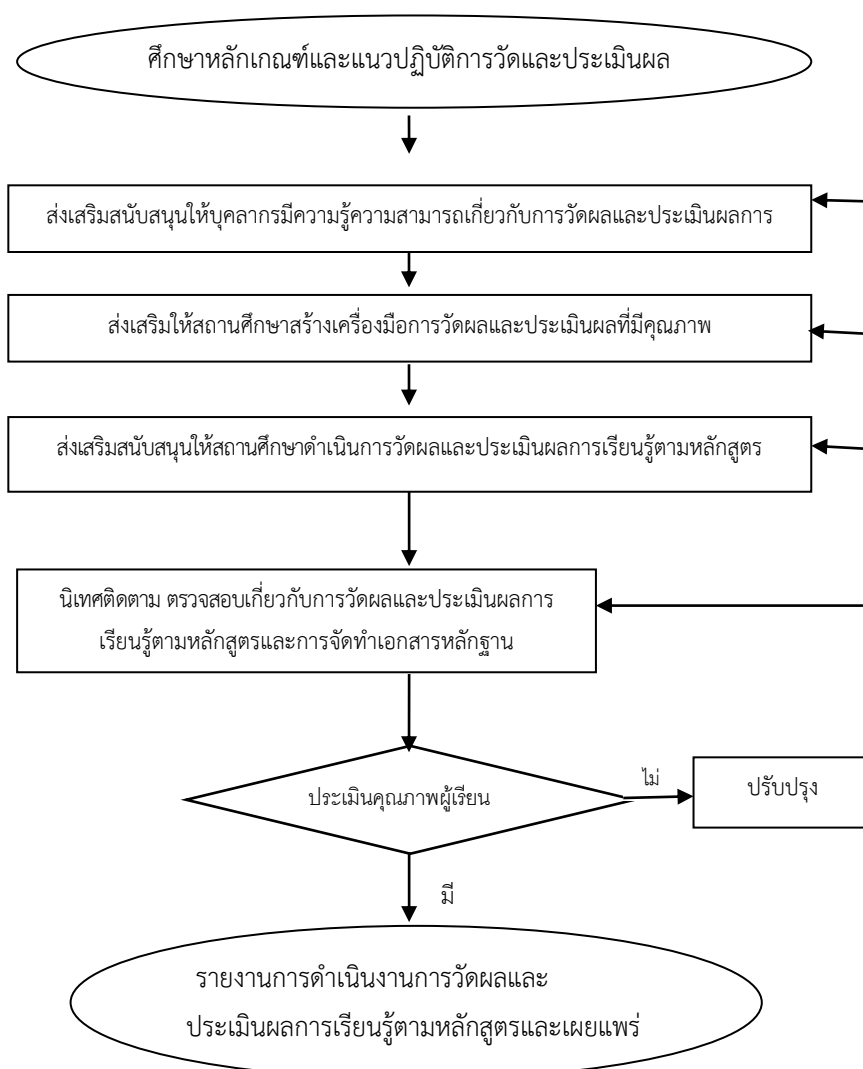 ศึกษาหลักเกณฑ์และแนวปฏิบัติการวัดและประเมินผล
ส่งเสริมสนับสนุนให้บุคลากรมีความรู้ความสามารถเกี่ยวกับการวัดผลและประเมินผลการ
ส่งเสริมให้สถานศึกษาสร้างเครื่องมือการวัดผลและประเมินผลที่มีคุณภาพ
ส่งเสริมสนับสนุนให้สถานศึกษาดำเนินการวัดผลและประเมินผลการเรียนรู้ตามหลักสูตร
นิเทศติดตาม ตรวจสอบเกี่ยวกับการวัดผลและประเมินผลการ
เรียนรู้ตามหลักสูตรและการจัดทำเอกสารหลักฐาน
ประเมินคุณภาพผู้เรียน
ไม่
ปรับปรุง
มี
รายงานการดำเนินงานการวัดผลและ
ประเมินผลการเรียนรู้ตามหลักสูตรและเผยแพร่